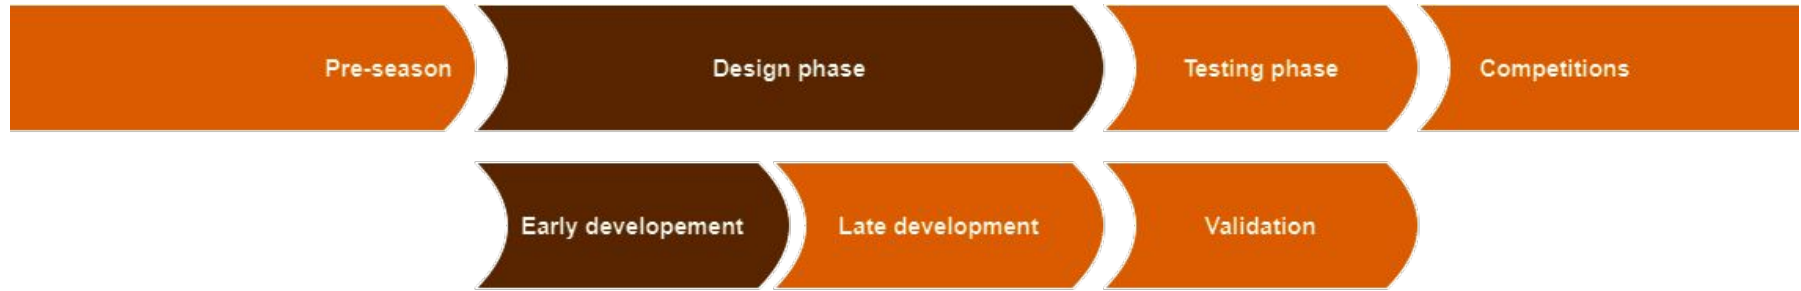 Pre-season
Design phase
Testing phase
Competitions
Early developement
Late development
Validation